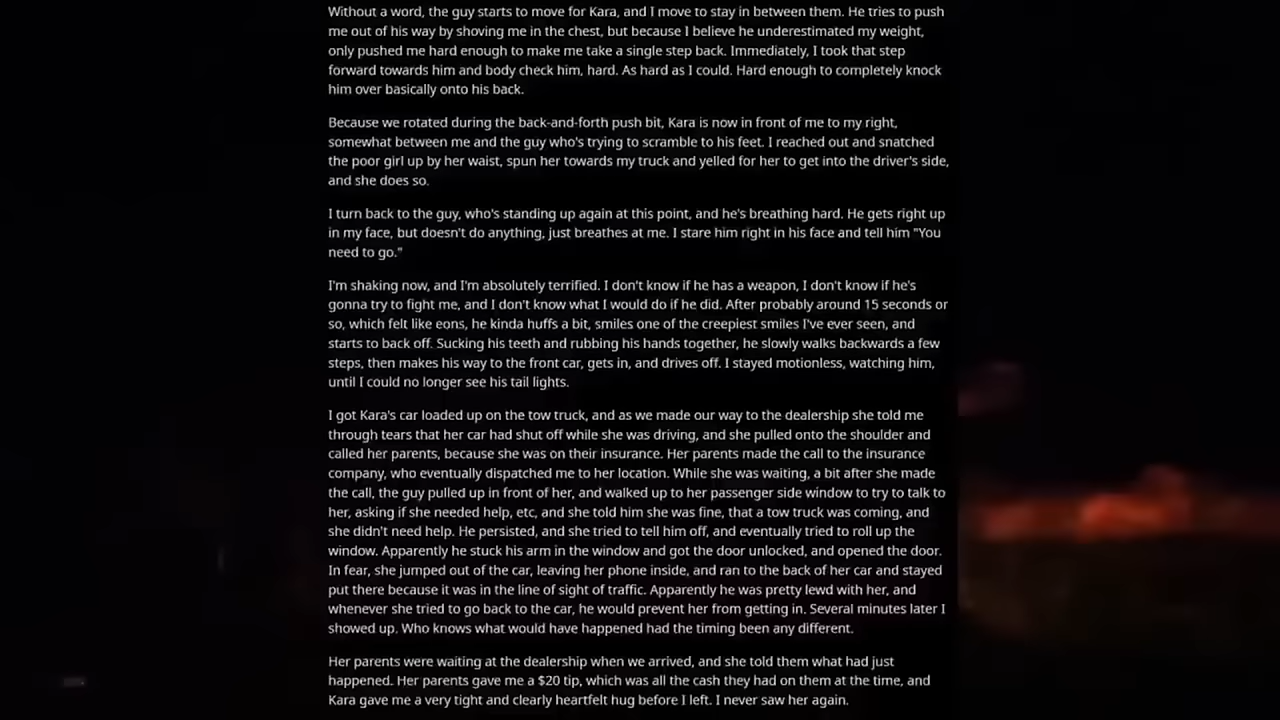 Without a word, the guy starts to move for Kara, and I move to stay in between them. He tries to push
me out of his way by shoving me in the chest, but because I believe he underestimated my weight,
only pushed me hard enough to make me take a single step back. Immediately, I took that step
forward towards him and body check him, hard. As hard as I could. Hard enough to completely knock
him over basically onto his back.
Because we rotated during the back-and-forth push bit, Kara is now in front of me to my right,
somewhat between me and the guy who's trying to scramble to his feet. I reached out and snatched
the poor girl up by her waist, spun her towards my truck and yelled for her to get into the driver's side,
and she does so.
I turn back to the guy, who's standing up again at this point, and he's breathing hard. He gets right up
in my face, but doesn't do anything, just breathes at me. I stare him right in his face and tell him "You
need to go."
I'm shaking now, and I'm absolutely terrified. I don't know if he has a weapon, I don't know if he's
gonna try to fight me, and I don't know what I would do if he did. After probably around 15 seconds or
so, which felt like eons, he kinda huffs a bit, smiles one of the creepiest smiles I've ever seen, and
starts to back off. Sucking his teeth and rubbing his hands together, he slowly walks backwards a few
steps, then makes his way to the front car, gets in, and drives off. I stayed motionless, watching him,
until I could no longer see his tail lights.
I got Kara's car loaded up on the tow truck, and as we made our way to the dealership she told me
through tears that her car had shut off while she was driving, and she pulled onto the shoulder and
called her parents, because she was on their insurance. Her parents made the call to the insurance
company, who eventually dispatched me to her location. While she was waiting, a bit after she made
the call, the guy pulled up in front of her, and walked up to her passenger side window to try to talk to
her, asking if she needed help, etc, and she told him she was fine, that a tow truck was coming, and
she didn't need help. He persisted, and she tried to tell him off, and eventually tried to roll up the
window. Apparently he stuck his arm in the window and got the door unlocked, and opened the door.
In fear, she jumped out of the car, leaving her phone inside, and ran to the back of her car and stayed
put there because it was in the line of sight of traffic. Apparently he was pretty lewd with her, and
whenever she tried to go back to the car, he would prevent her from getting in. Several minutes later I
showed up. Who knows what would have happened had the timing been any different.
Her parents were waiting at the dealership when we arrived, and she told them what had just
happened. Her parents gave me a $20 tip, which was all the cash they had on them at the time, and
Kara gave me a very tight and clearly heartfelt hug before I left. I never saw her again.